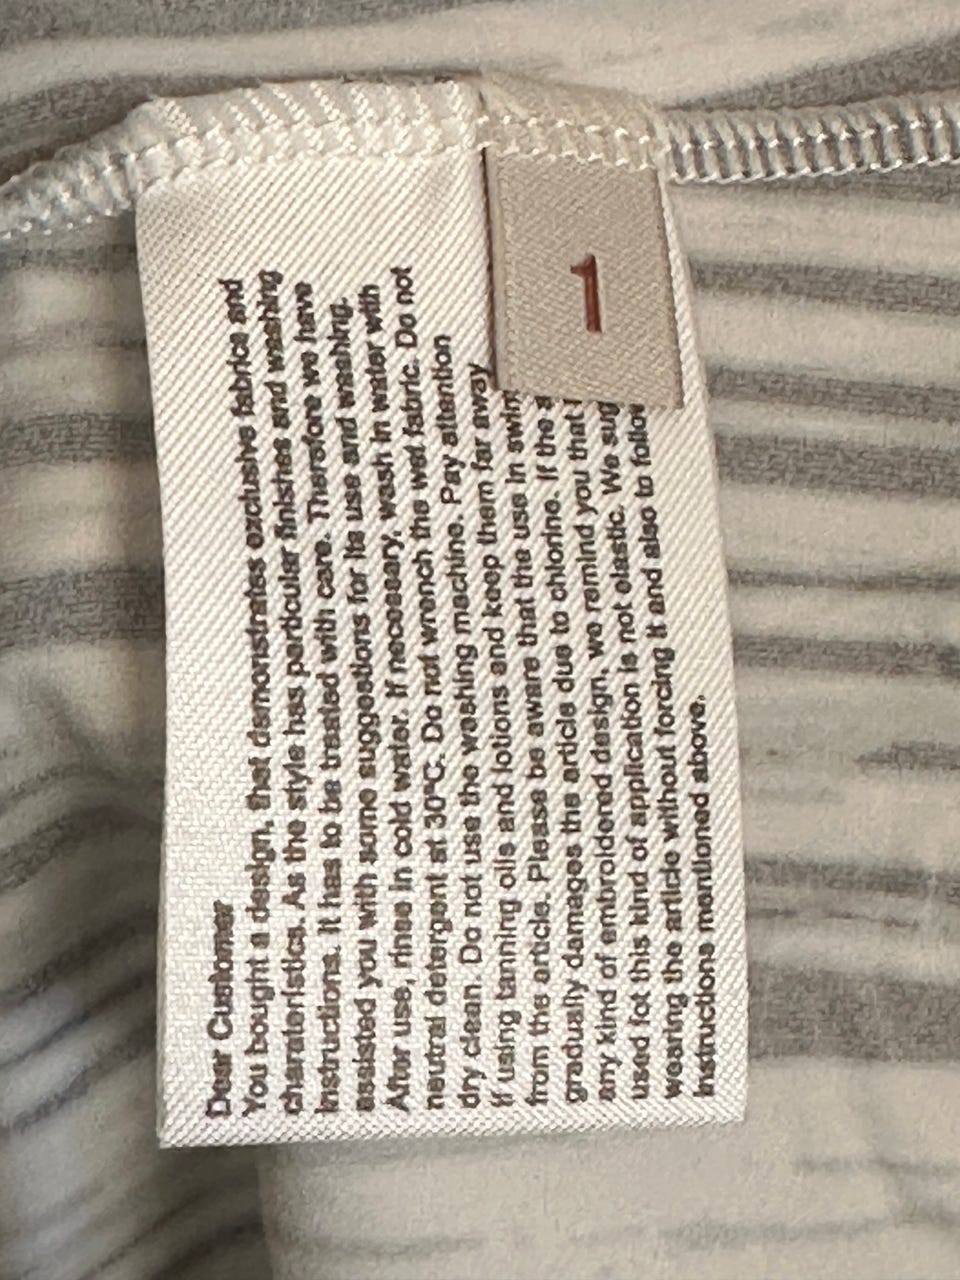 Dear Customer
You bought a design, that demonstrates exclusive fabrics and
charateristics. As the style has particular finishes and washing
instructions. It has to be treated with care. Therefore we have
assisted you with some suggestions for its use and washing.
After use, rinse in cold water. If necessary, wash in water with
neutral detergent at 30°C. Do not wrench the wet fabric. Do not
dry clean. Do not use the washing machine. Pay attention
if using tanning oils and lotions and keep them far away
from the article. Please be aware that the use in swim
gradually damages the article due to chlorine. If the
any kind of embroidered design, we remind you that
used fot this kind of application is not elastic. We sug
wearing the article without forcing it and also to follow
instructions mentioned above.
1